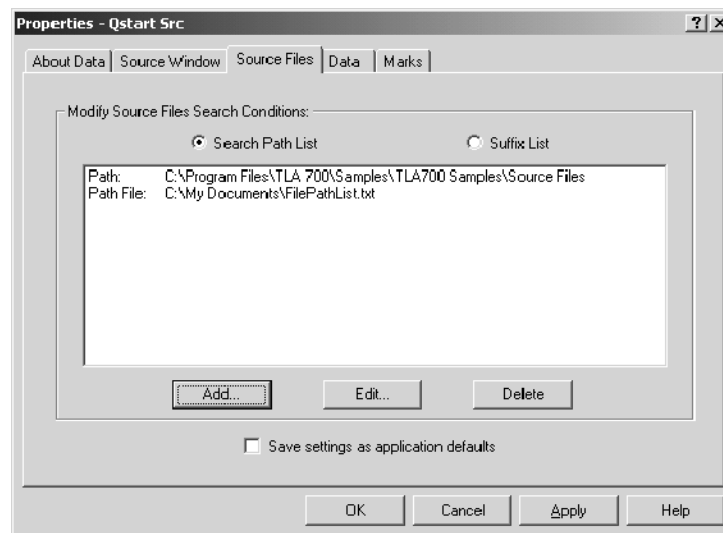 Properties - Qstart Src
About Data Source Window Source Files Data Marks
Modify Source Files Search Conditions:
Search Path List Suffix List
Path: C:\Program Files\TLA 700\Samples\TLA700 Samples\Source Files
Path File: C:\My Documents\FilePathList.txt
Add... Edit... Delete
Save settings as application defaults
OK Cancel Apply Help